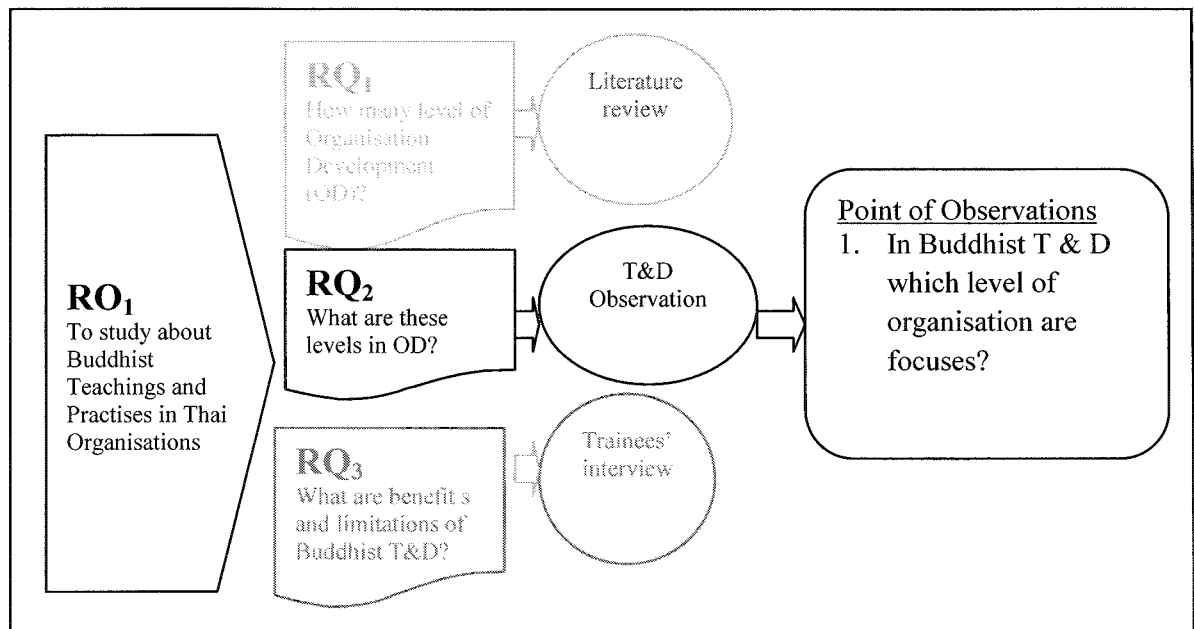 RO₁
To study about
Buddhist
Teachings and
Practises in Thai
Organisations
RQ₁
How many level of
Organisation
Development
(OD)?
Literature
review
RQ₂
What are these
levels in OD?
T&D
Observation
RQ₃
What are benefit s
and limitations of
Buddhist T&D?
Trainees'
interview
Point of Observations
1. In Buddhist T & D
which level of
organisation are
focuses?